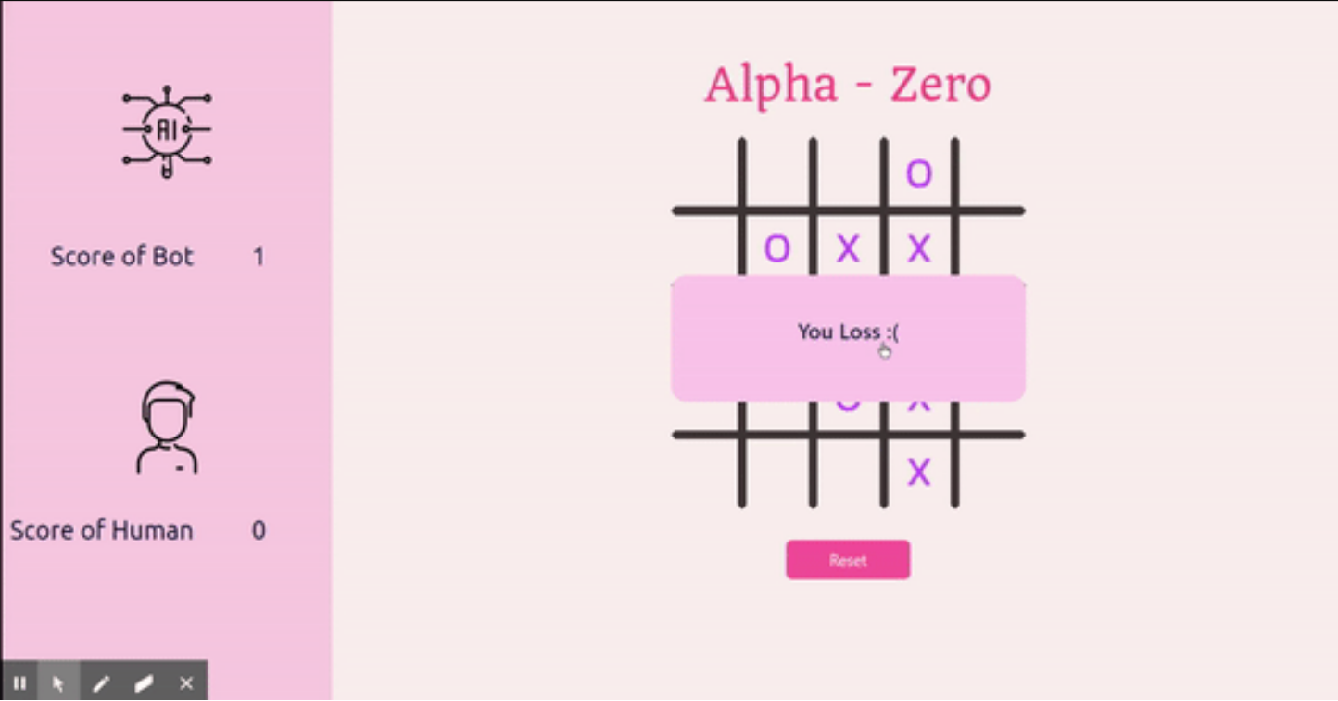 Alpha - Zero
AI
O
O X X
Score of Bot 1
You Loss :(
O X
X
Score of Human 0
Reset